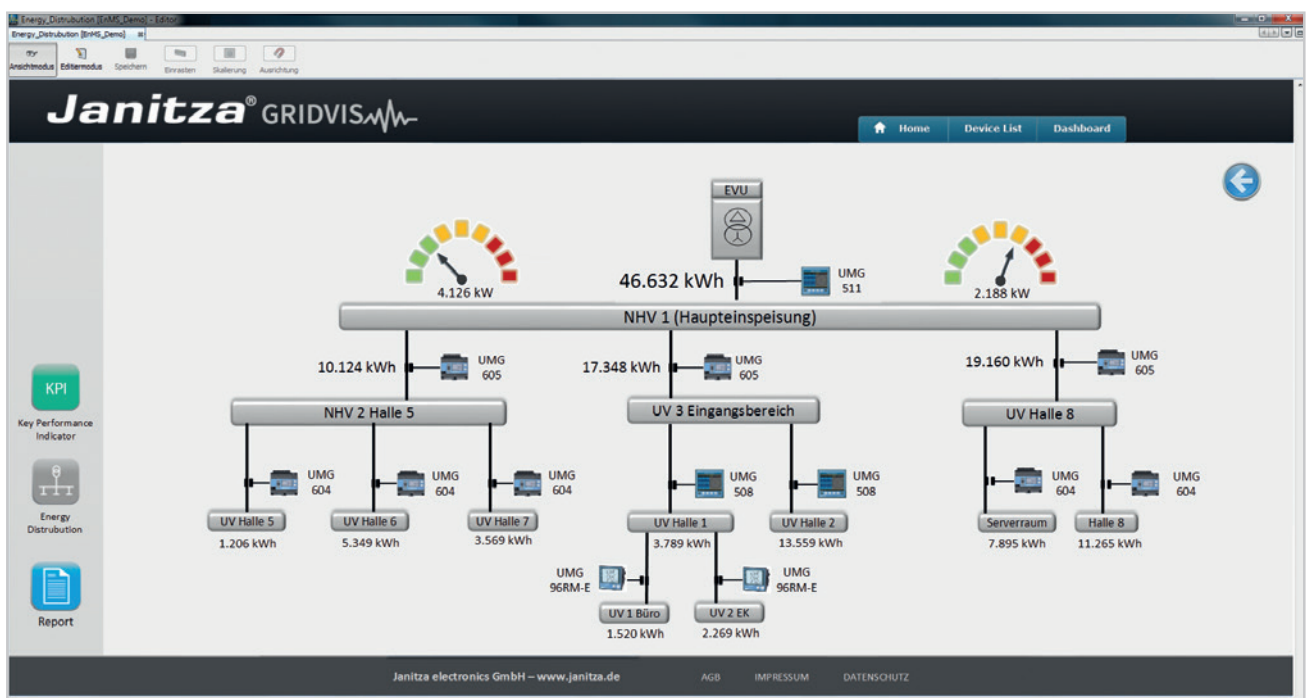 Energy_Distrubution [EnMS_Demo] - Editor
Energy_Distrubution [EnMS_Demo]
Ansichtmodus Editiermodus Speichern Einrasten Skalierung Ausrichtung
Janitza® GRIDVIS
Home Device List Dashboard
EVU
46.632 kWh
UMG
511
4.126 kW
2.188 kW
NHV 1 (Haupteinspeisung)
10.124 kWh
UMG
605
17.348 kWh
UMG
605
19.160 kWh
UMG
605
NHV 2 Halle 5
UV 3 Eingangsbereich
UV Halle 8
UMG
604
UMG
604
UMG
604
UMG
508
UMG
508
UMG
604
UMG
604
UV Halle 5
1.206 kWh
UV Halle 6
5.349 kWh
UV Halle 7
3.569 kWh
UV Halle 1
3.789 kWh
UV Halle 2
13.559 kWh
Serverraum
7.895 kWh
Halle 8
11.265 kWh
UMG
96RM-E
UMG
96RM-E
UV 1 Büro
1.520 kWh
UV 2 EK
2.269 kWh
KPI
Key Performance
Indicator
Energy
Distrubution
Report
Janitza electronics GmbH – www.janitza.de
AGB IMPRESSUM DATENSCHUTZ